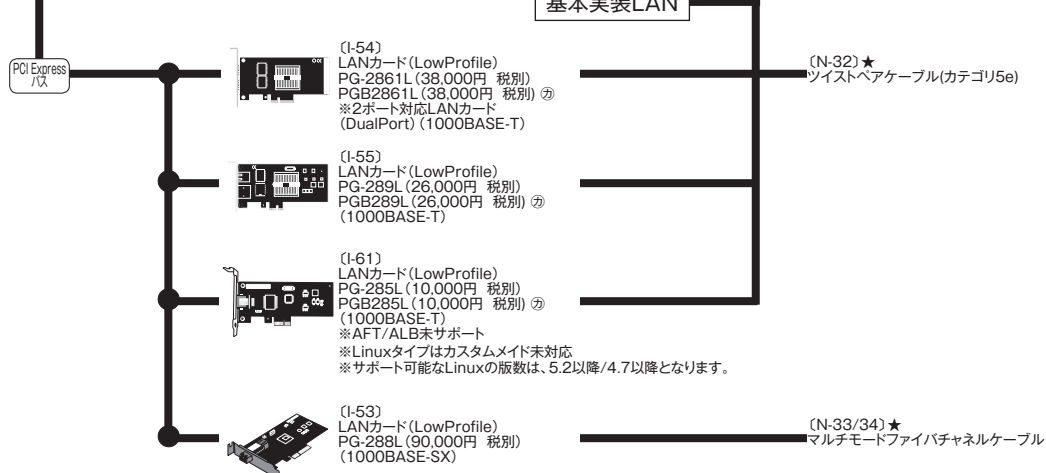 基本実装LAN
PCI Express
バス
〔I-54〕
LANカード(LowProfile)
PG-2861L(38,000円 税別)
PGB2861L(38,000円 税別) ㋕
※2ポート対応LANカード
(DualPort)(1000BASE-T)
〔N-32〕★
ツイストペアケーブル(カテゴリ5e)
〔I-55〕
LANカード(LowProfile)
PG-289L(26,000円 税別)
PGB289L(26,000円 税別) ㋕
(1000BASE-T)
〔I-61〕
LANカード(LowProfile)
PG-285L(10,000円 税別)
PGB285L(10,000円 税別) ㋕
(1000BASE-T)
※AFT/ALB未サポート
※Linuxタイプはカスタムメイド未対応
※サポート可能なLinuxの版数は、5.2以降/4.7以降となります。
〔I-53〕
LANカード(LowProfile)
PG-288L(90,000円 税別)
(1000BASE-SX)
〔N-33/34〕★
マルチモードファイバチャネルケーブル